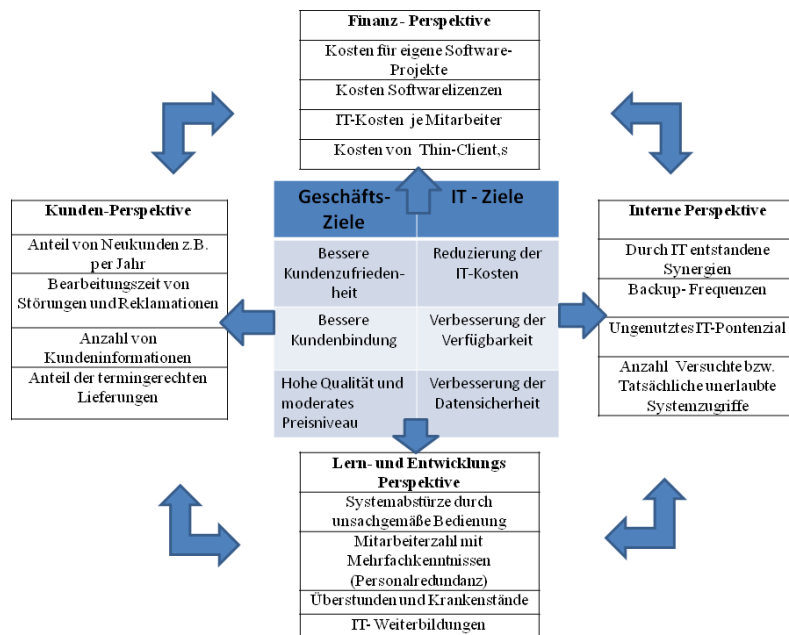 Finanz - Perspektive
Kosten für eigene Software-
Projekte
Kosten Softwarelizenzen
IT-Kosten je Mitarbeiter
Kosten von Thin-Client,s
Kunden-Perspektive
Anteil von Neukunden z.B.
per Jahr
Bearbeitungszeit von
Störungen und Reklamationen
Anzahl von
Kundeninformationen
Anteil der termingerechten
Lieferungen
Geschäfts-
Ziele
IT - Ziele
Bessere
Kundenzufrieden-
heit
Reduzierung der
IT-Kosten
Bessere
Kundenbindung
Verbesserung der
Verfügbarkeit
Hohe Qualität und
moderates
Preisniveau
Verbesserung der
Datensicherheit
Interne Perspektive
Durch IT entstandene
Synergien
Backup- Frequenzen
Ungenutztes IT-Pontenzial
Anzahl Versuchte bzw.
Tatsächliche unerlaubte
Systemzugriffe
Lern- und Entwicklungs
Perspektive
Systemabstürze durch
unsachgemäße Bedienung
Mitarbeiterzahl mit
Mehrfachkenntnissen
(Personalredundanz)
Überstunden und Krankenstände
IT- Weiterbildungen